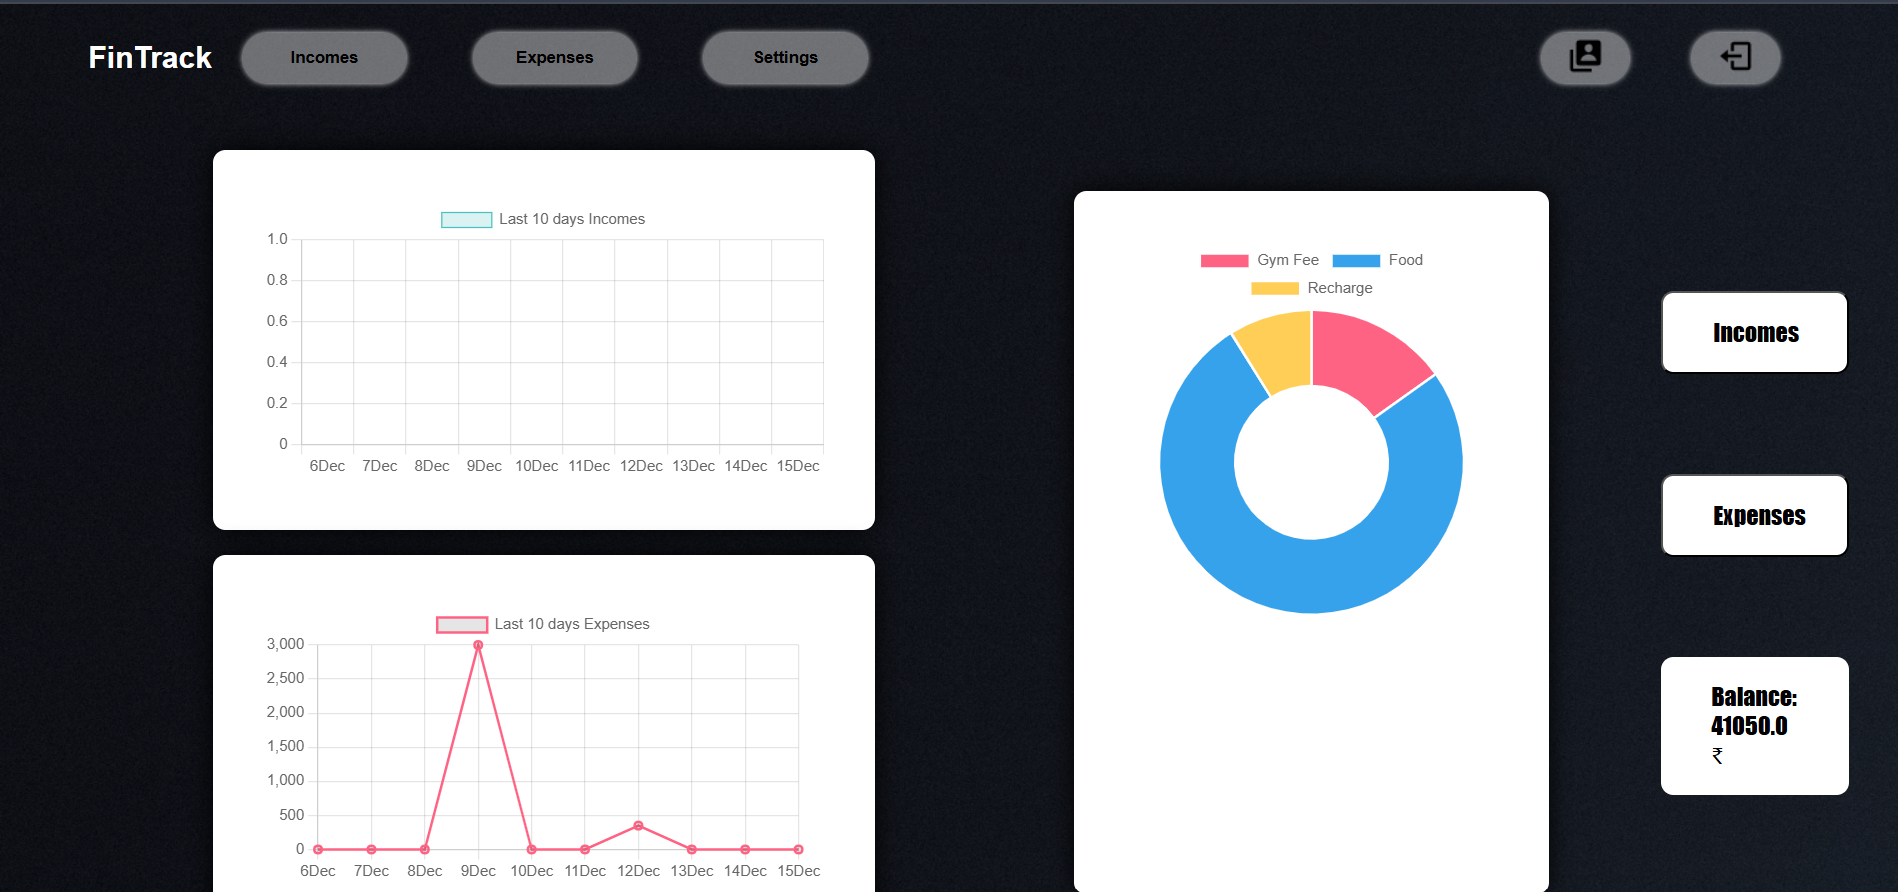 FinTrack Incomes Expenses Settings
Last 10 days Incomes
1.0
0.8
0.6
0.4
0.2
0
6Dec 7Dec 8Dec 9Dec 10Dec 11Dec 12Dec 13Dec 14Dec 15Dec
Last 10 days Expenses
3,000
2,500
2,000
1,500
1,000
500
0
6Dec 7Dec 8Dec 9Dec 10Dec 11Dec 12Dec 13Dec 14Dec 15Dec
Gym Fee Food
Recharge
Incomes
Expenses
Balance:
41050.0
₹